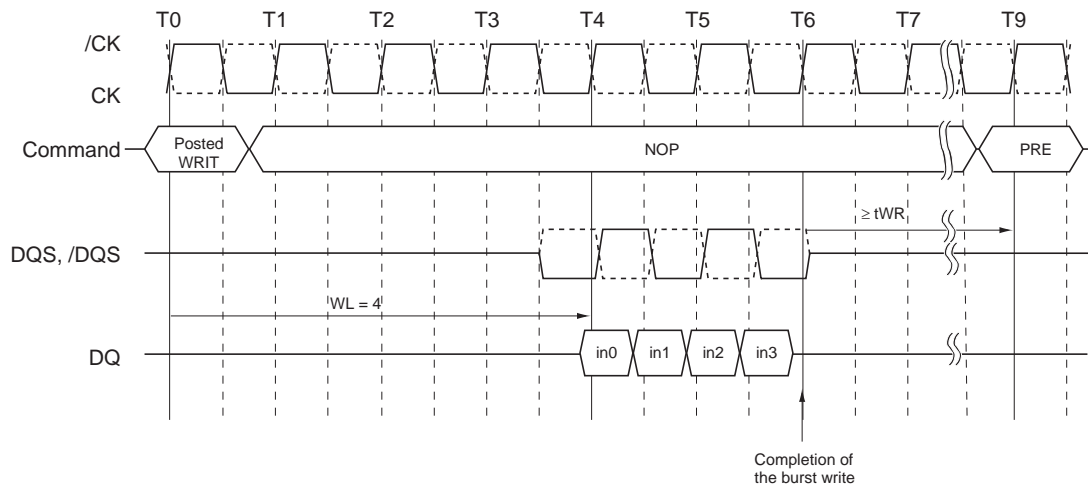 T0 T1 T2 T3 T4 T5 T6 T7 T9
/CK
CK
Command
Posted
WRIT
NOP
PRE
≥ tWR
DQS, /DQS
WL = 4
DQ
in0 in1 in2 in3
Completion of
the burst write